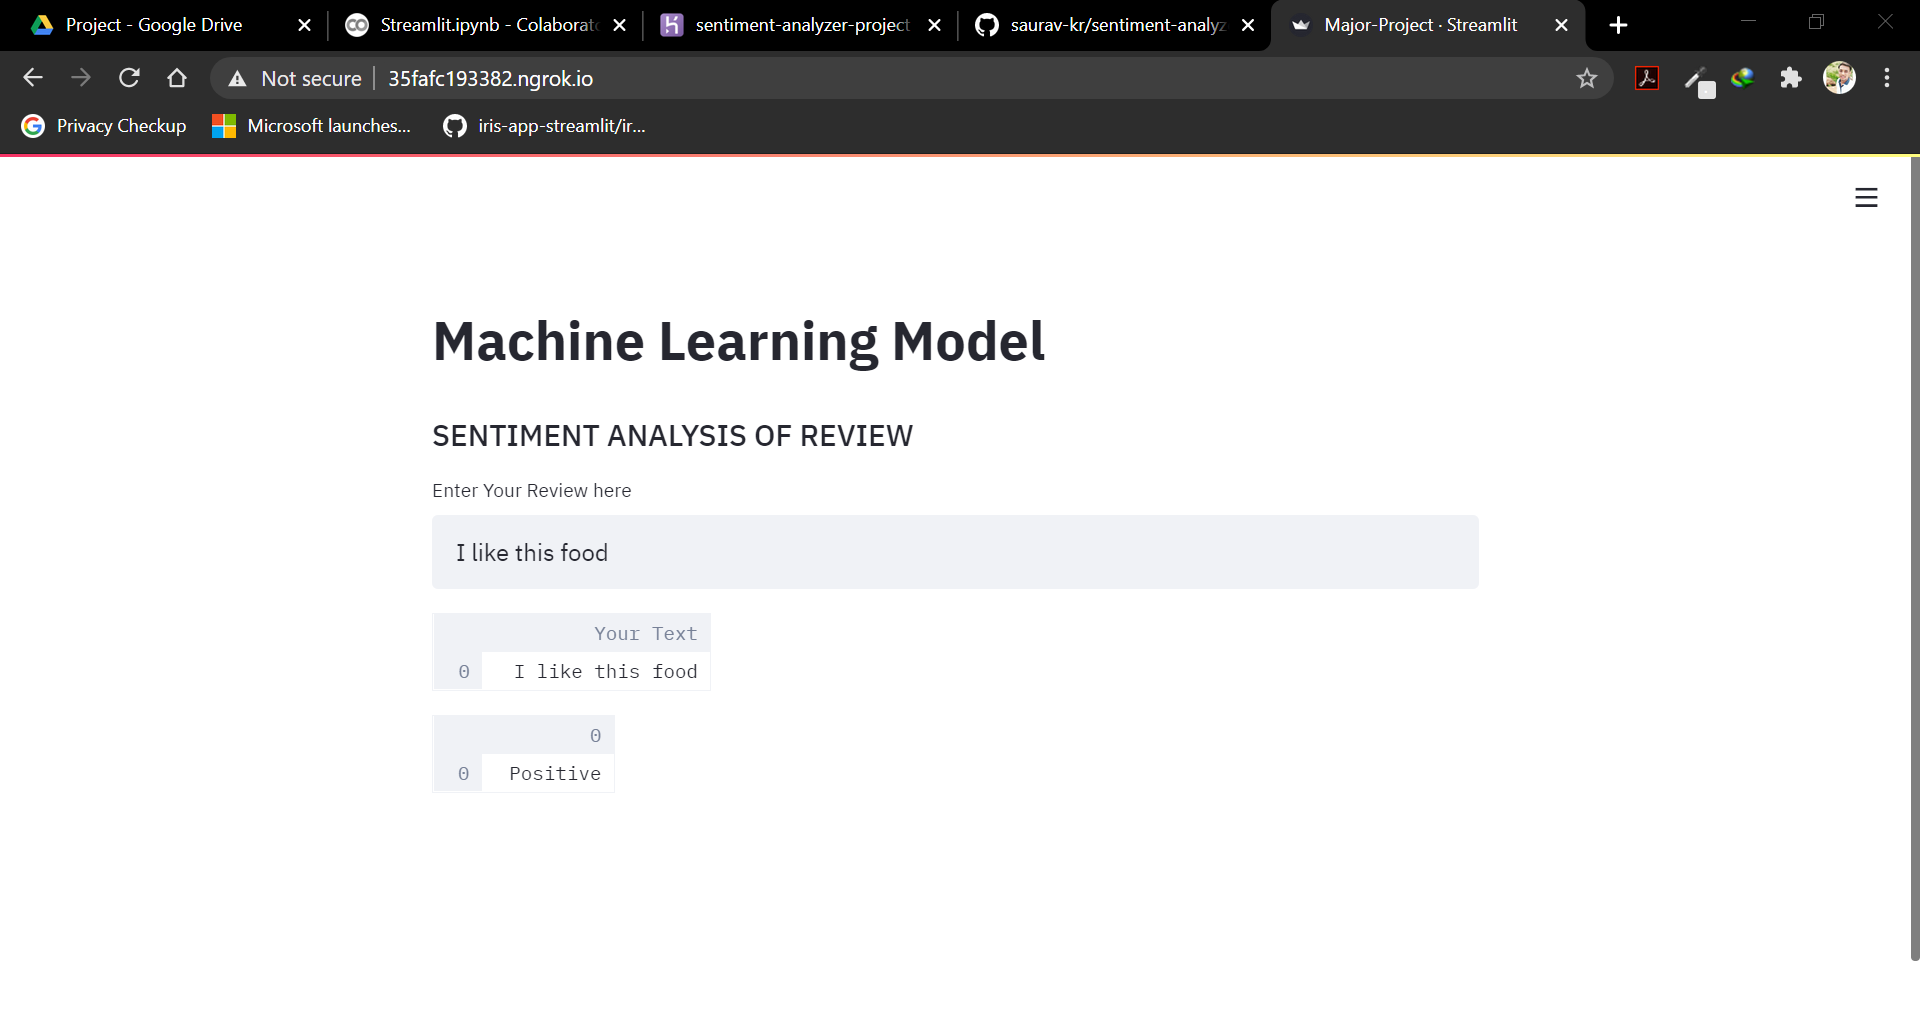 Project - Google Drive
Streamlit.ipynb - Colaborato
sentiment-analyzer-project
saurav-kr/sentiment-analyz
Major-Project · Streamlit
Not secure
35fafc193382.ngrok.io
Privacy Checkup
Microsoft launches...
iris-app-streamlit/ir...
Machine Learning Model
SENTIMENT ANALYSIS OF REVIEW
Enter Your Review here
I like this food
Your Text
0 I like this food
0
0 Positive